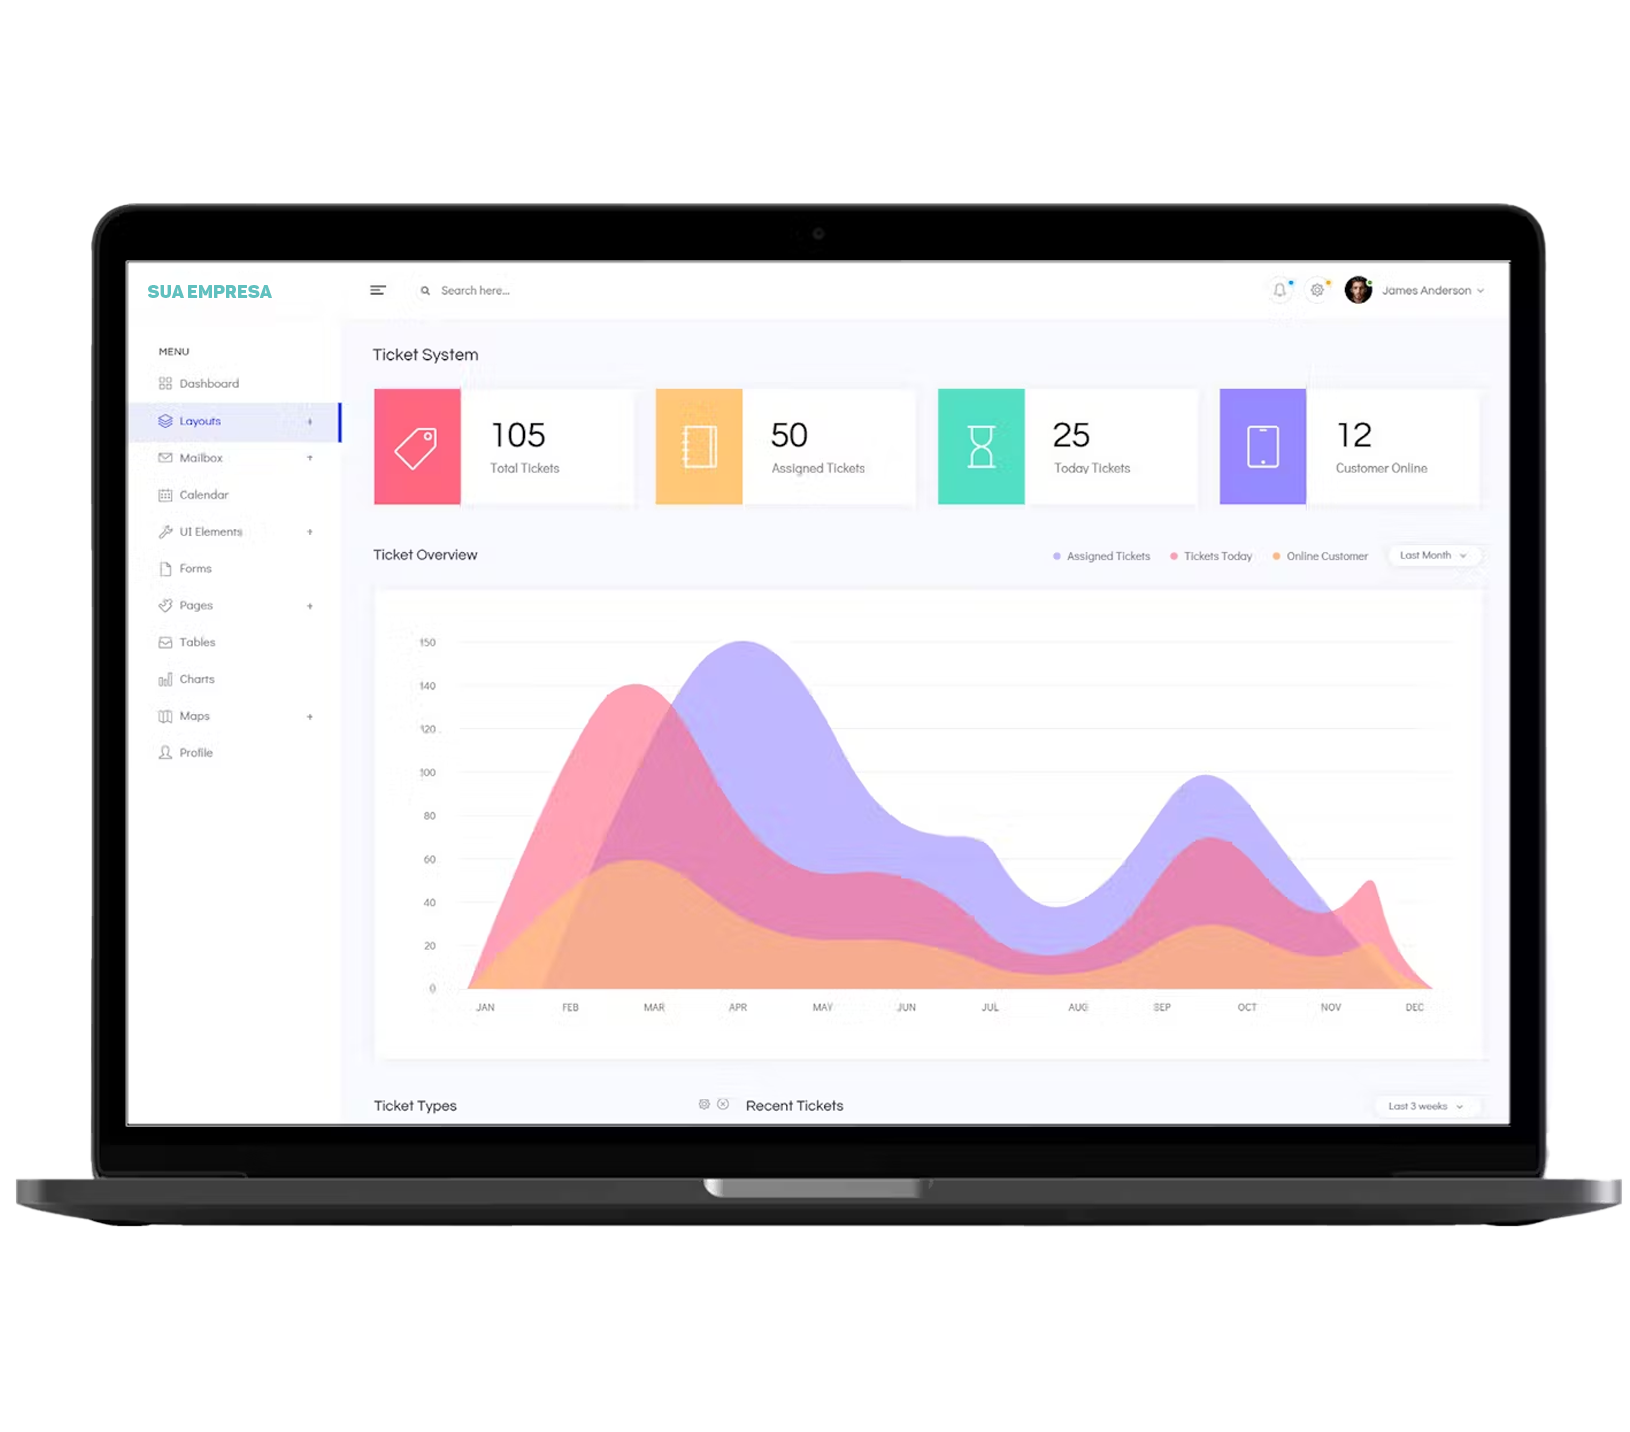 SUA EMPRESA
Search here...
James Anderson
MENU
Dashboard
Layouts +
Mailbox +
Calendar
UI Elements +
Forms
Pages +
Tables
Charts
Maps +
Profile
Ticket System
105
Total Tickets
50
Assigned Tickets
25
Today Tickets
12
Customer Online
Ticket Overview
Assigned Tickets Tickets Today Online Customer Last Month
150
140
120
100
80
60
40
20
0
JAN FEB MAR APR MAY JUN JUL AUG SEP OCT NOV DEC
Ticket Types
Recent Tickets
Last 3 weeks